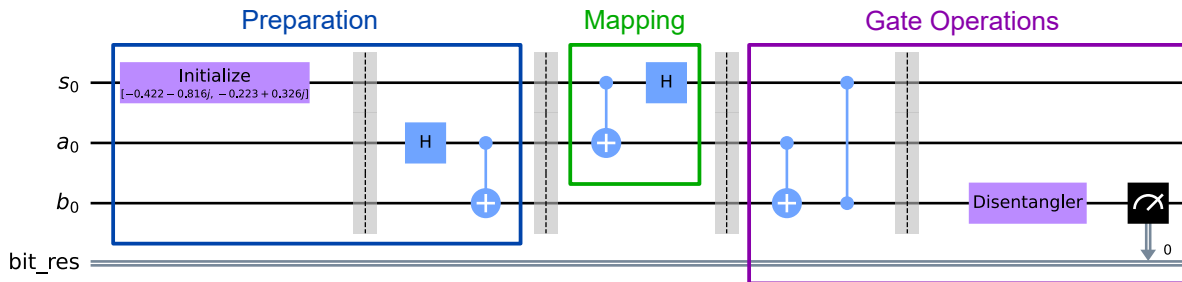 Preparation
Mapping
Gate Operations
s₀
Initialize
[−0.422−0.816j, −0.223+0.326j]
H
a₀
H
b₀
Disentangler
bit_res
0